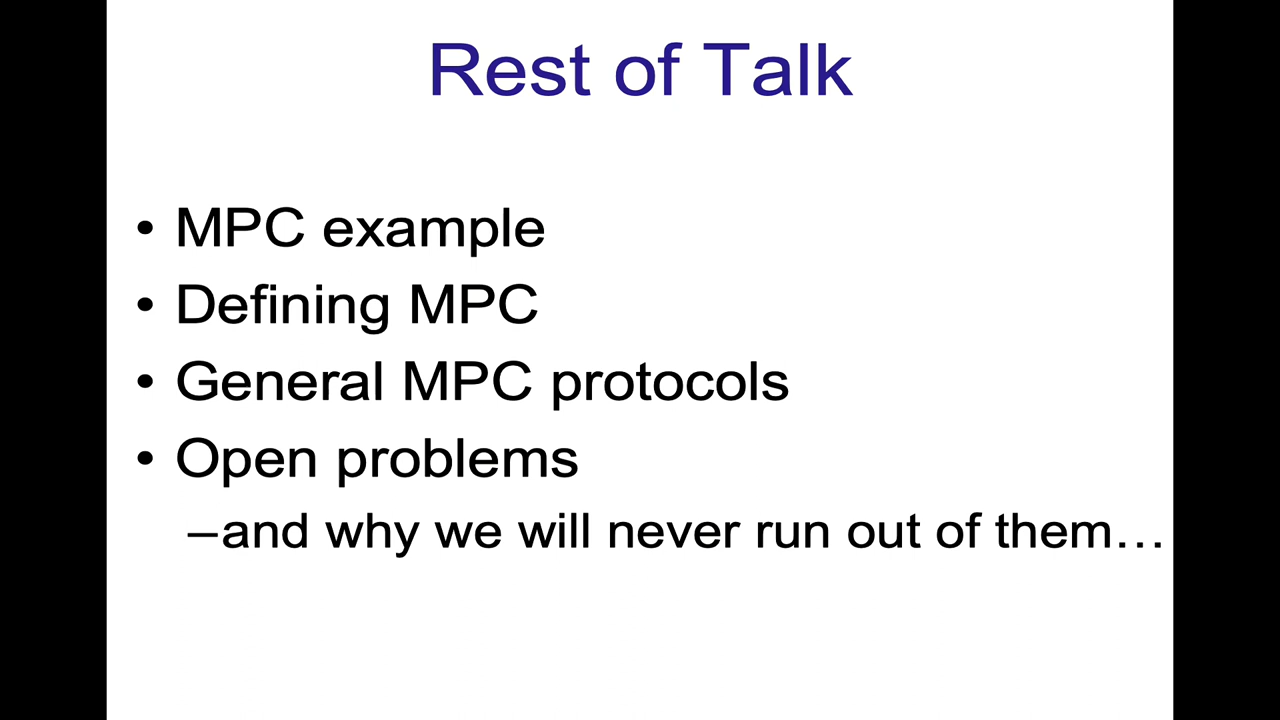 Rest of Talk
• MPC example
• Defining MPC
• General MPC protocols
• Open problems
–and why we will never run out of them…